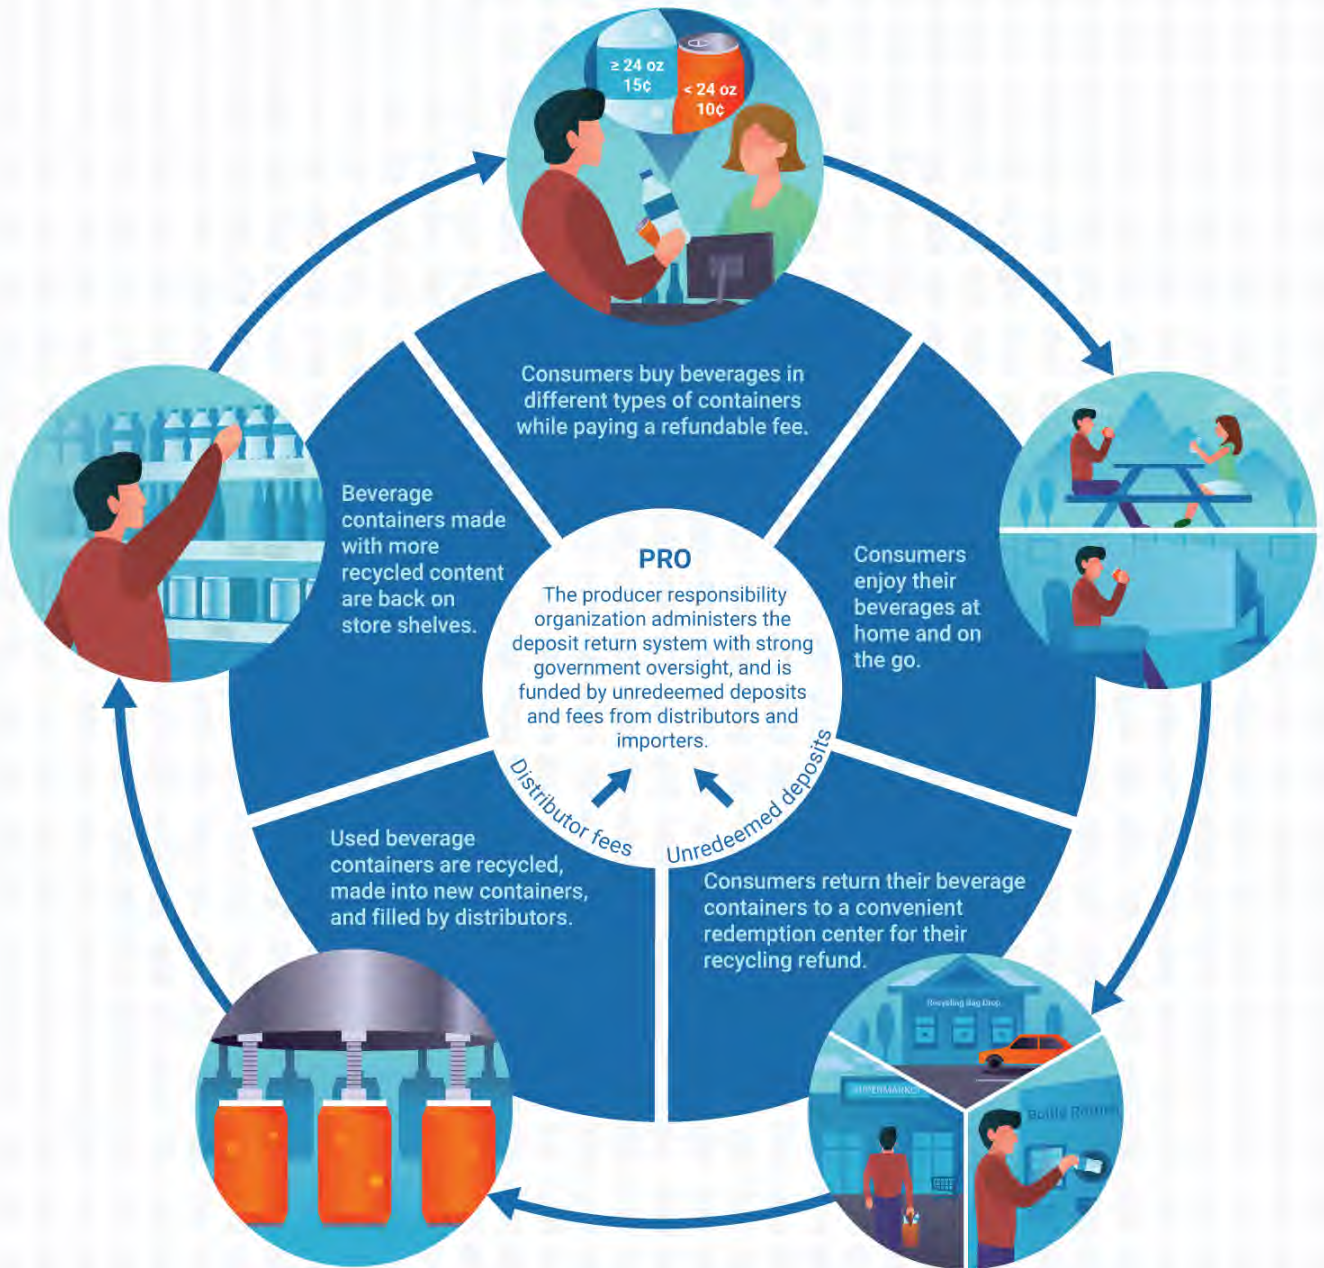 ≥ 24 oz
15¢
< 24 oz
10¢
Consumers buy beverages in
different types of containers
while paying a refundable fee.
Consumers
enjoy their
beverages at
home and on
the go.
Consumers return their beverage
containers to a convenient
redemption center for their
recycling refund.
Recycling Bag Drop
SUPERMARKET
Bottle Return
Used beverage
containers are recycled,
made into new containers,
and filled by distributors.
Beverage
containers made
with more
recycled content
are back on
store shelves.
PRO
The producer responsibility
organization administers the
deposit return system with strong
government oversight, and is
funded by unredeemed deposits
and fees from distributors and
importers.
Distributor fees
Unredeemed deposits